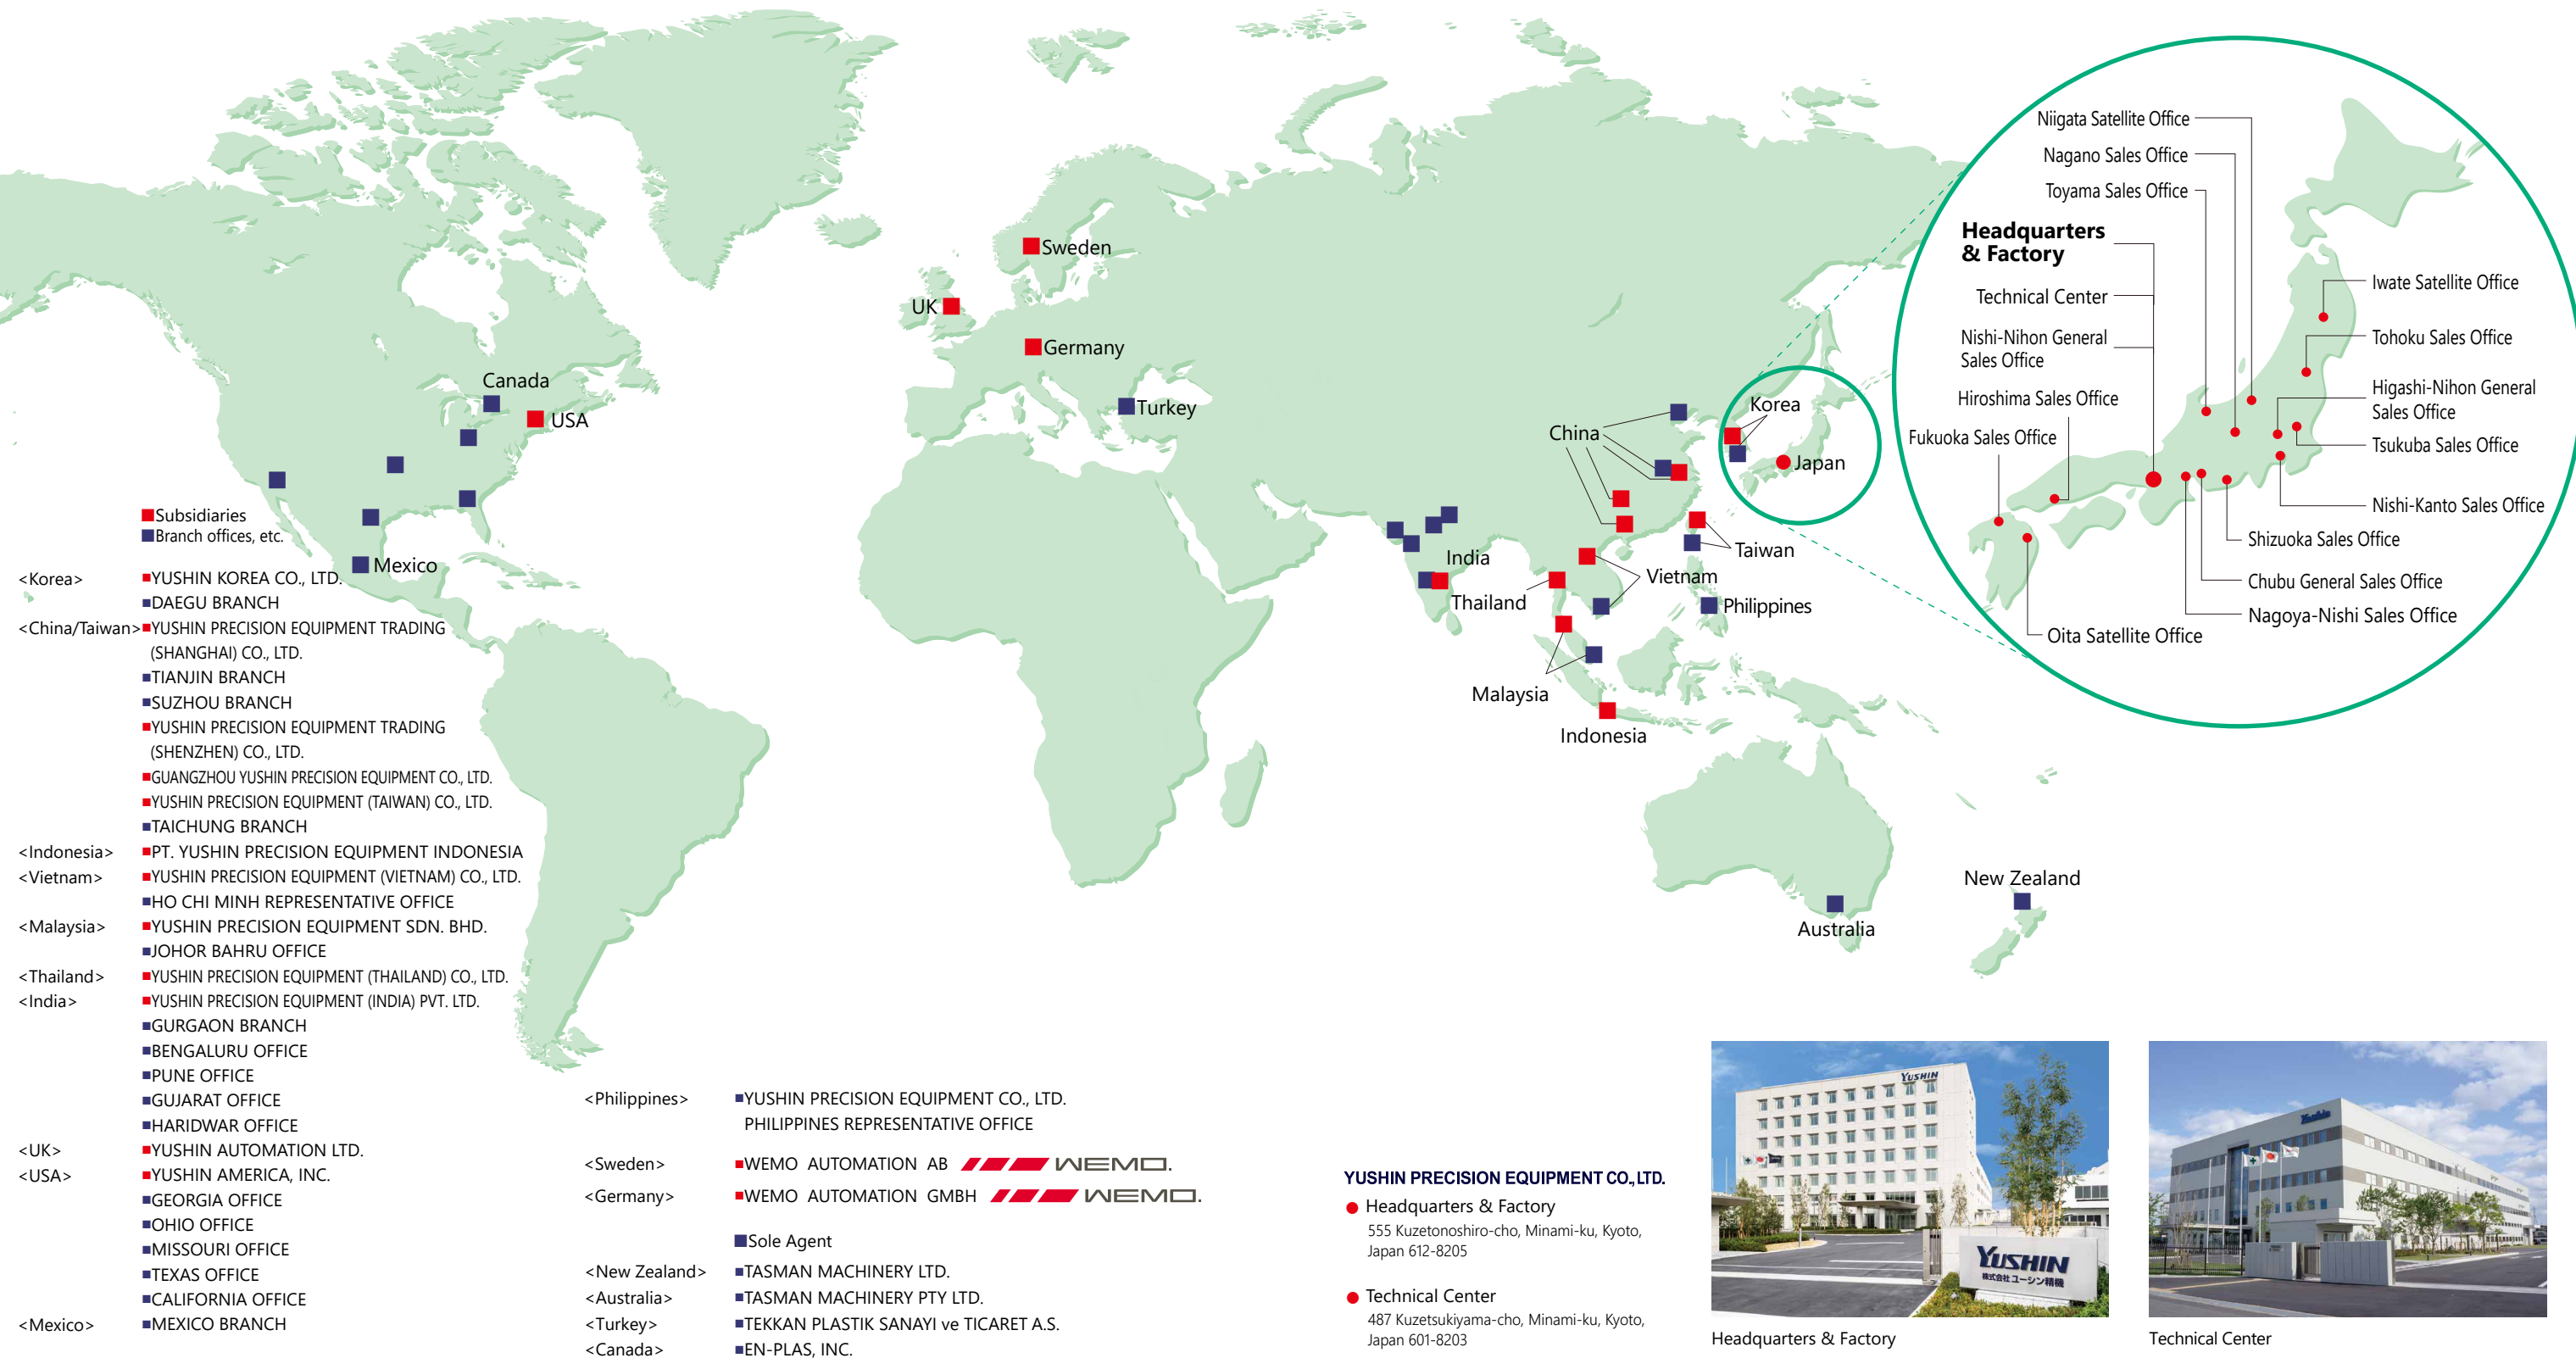 Sweden
UK
Germany
Canada
USA
Turkey
Mexico
China
Korea
Japan
India
Taiwan
Vietnam
Thailand
Philippines
Malaysia
Indonesia
Australia
New Zealand
Niigata Satellite Office
Nagano Sales Office
Toyama Sales Office
Headquarters
& Factory
Technical Center
Nishi-Nihon General
Sales Office
Hiroshima Sales Office
Fukuoka Sales Office
Iwate Satellite Office
Tohoku Sales Office
Higashi-Nihon General
Sales Office
Tsukuba Sales Office
Nishi-Kanto Sales Office
Shizuoka Sales Office
Chubu General Sales Office
Nagoya-Nishi Sales Office
Oita Satellite Office
■Subsidiaries
■Branch offices, etc.
<Korea> ■YUSHIN KOREA CO., LTD.
■DAEGU BRANCH
<China/Taiwan> ■YUSHIN PRECISION EQUIPMENT TRADING
(SHANGHAI) CO., LTD.
■TIANJIN BRANCH
■SUZHOU BRANCH
■YUSHIN PRECISION EQUIPMENT TRADING
(SHENZHEN) CO., LTD.
■GUANGZHOU YUSHIN PRECISION EQUIPMENT CO., LTD.
■YUSHIN PRECISION EQUIPMENT (TAIWAN) CO., LTD.
■TAICHUNG BRANCH
<Indonesia> ■PT. YUSHIN PRECISION EQUIPMENT INDONESIA
<Vietnam> ■YUSHIN PRECISION EQUIPMENT (VIETNAM) CO., LTD.
■HO CHI MINH REPRESENTATIVE OFFICE
<Malaysia> ■YUSHIN PRECISION EQUIPMENT SDN. BHD.
■JOHOR BAHRU OFFICE
<Thailand> ■YUSHIN PRECISION EQUIPMENT (THAILAND) CO., LTD.
<India> ■YUSHIN PRECISION EQUIPMENT (INDIA) PVT. LTD.
■GURGAON BRANCH
■BENGALURU OFFICE
■PUNE OFFICE
■GUJARAT OFFICE
■HARIDWAR OFFICE
<UK> ■YUSHIN AUTOMATION LTD.
<USA> ■YUSHIN AMERICA, INC.
■GEORGIA OFFICE
■OHIO OFFICE
■MISSOURI OFFICE
■TEXAS OFFICE
■CALIFORNIA OFFICE
<Mexico> ■MEXICO BRANCH
<Philippines> ■YUSHIN PRECISION EQUIPMENT CO., LTD.
PHILIPPINES REPRESENTATIVE OFFICE
<Sweden> ■WEMO AUTOMATION AB WEMO.
<Germany> ■WEMO AUTOMATION GMBH WEMO.
■Sole Agent
<New Zealand> ■TASMAN MACHINERY LTD.
<Australia> ■TASMAN MACHINERY PTY LTD.
<Turkey> ■TEKKAN PLASTIK SANAYI ve TICARET A.S.
<Canada> ■EN-PLAS, INC.
YUSHIN PRECISION EQUIPMENT CO.,LTD.
● Headquarters & Factory
555 Kuzetonoshiro-cho, Minami-ku, Kyoto,
Japan 612-8205
● Technical Center
487 Kuzetsukiyama-cho, Minami-ku, Kyoto,
Japan 601-8203
YUSHIN
YUSHIN
株式会社 ユーシン精機
Headquarters & Factory
Yushin
Technical Center